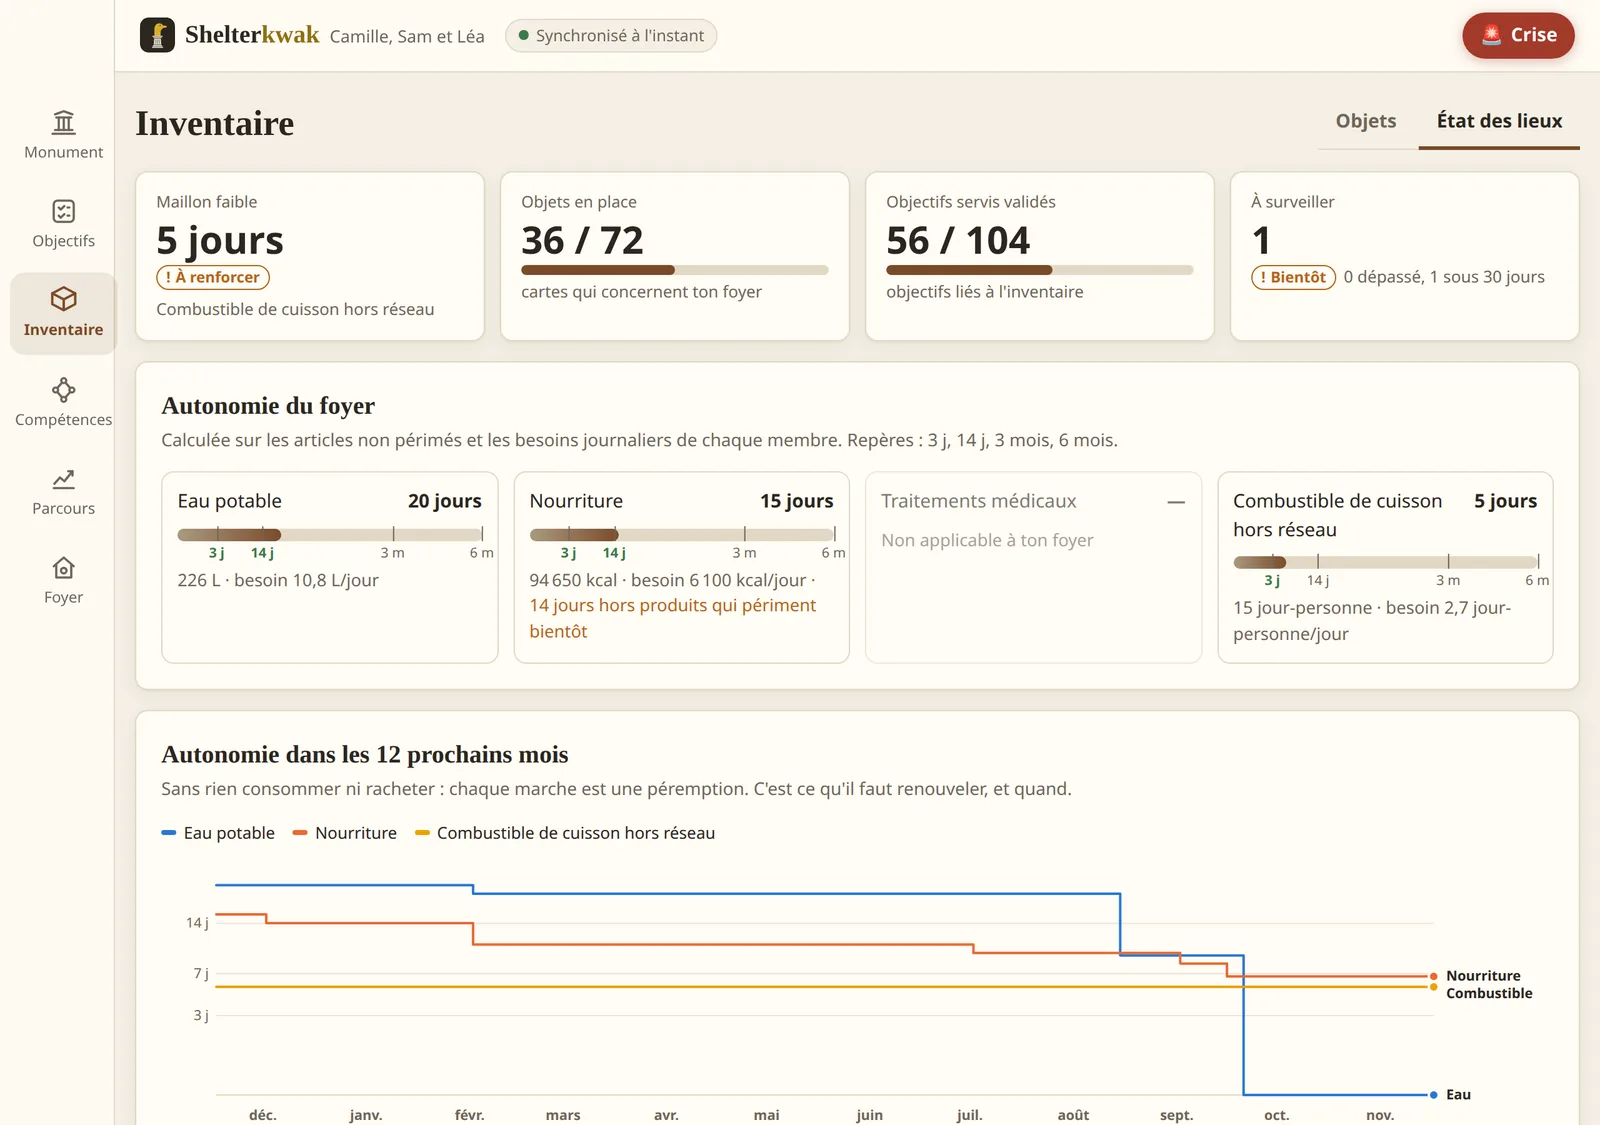 Shelterkwak Camille, Sam et Léa Synchronisé à l'instant 🚨 Crise
Monument
Objectifs
Inventaire
Compétences
Parcours
Foyer
Inventaire
Objets État des lieux
Maillon faible
5 jours
! À renforcer
Combustible de cuisson hors réseau
Objets en place
36 / 72
cartes qui concernent ton foyer
Objectifs servis validés
56 / 104
objectifs liés à l'inventaire
À surveiller
1
! Bientôt 0 dépassé, 1 sous 30 jours
Autonomie du foyer
Calculée sur les articles non périmés et les besoins journaliers de chaque membre. Repères : 3 j, 14 j, 3 mois, 6 mois.
Eau potable 20 jours
3 j 14 j 3 m 6 m
226 L · besoin 10,8 L/jour
Nourriture 15 jours
3 j 14 j 3 m 6 m
94 650 kcal · besoin 6 100 kcal/jour ·
14 jours hors produits qui périment
bientôt
Traitements médicaux —
Non applicable à ton foyer
Combustible de cuisson 5 jours
hors réseau
3 j 14 j 3 m 6 m
15 jour-personne · besoin 2,7 jour-
personne/jour
Autonomie dans les 12 prochains mois
Sans rien consommer ni racheter : chaque marche est une péremption. C'est ce qu'il faut renouveler, et quand.
Eau potable Nourriture Combustible de cuisson hors réseau
14 j
7 j
3 j
Nourriture
Combustible
Eau
déc. janv. févr. mars avr. mai juin juil. août sept. oct. nov.